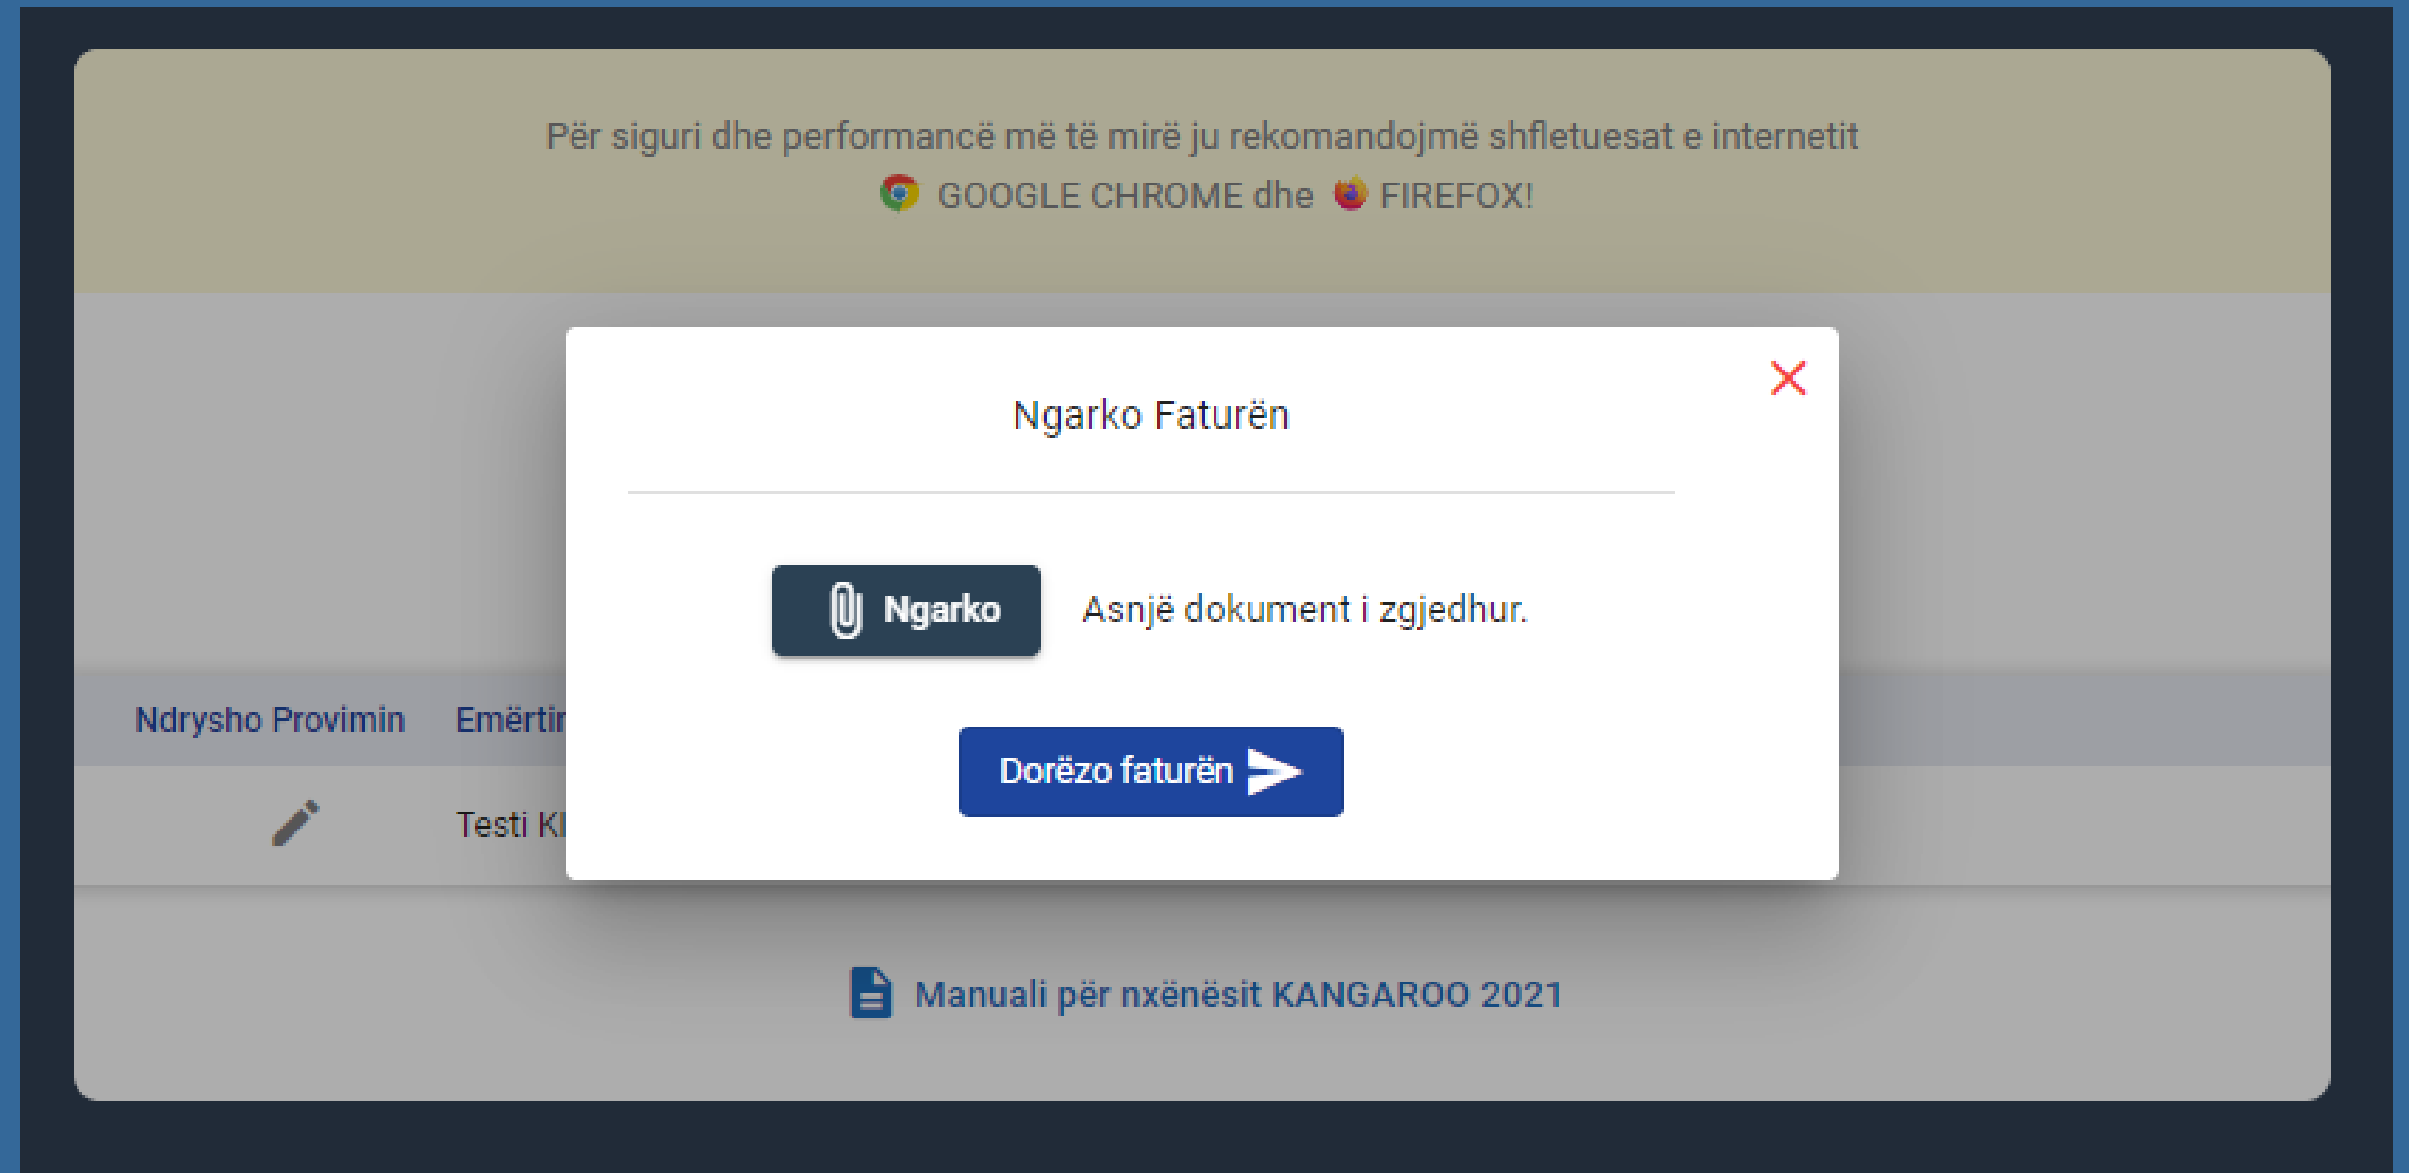 Për siguri dhe performancë më të mirë ju rekomandojmë shfletuesat e internetit
GOOGLE CHROME dhe FIREFOX!
Ngarko Faturën
Ngarko Asnjë dokument i zgjedhur.
Dorëzo faturën
Ndrysho Provimin
Testi
Manuali për nxënësit KANGAROO 2021